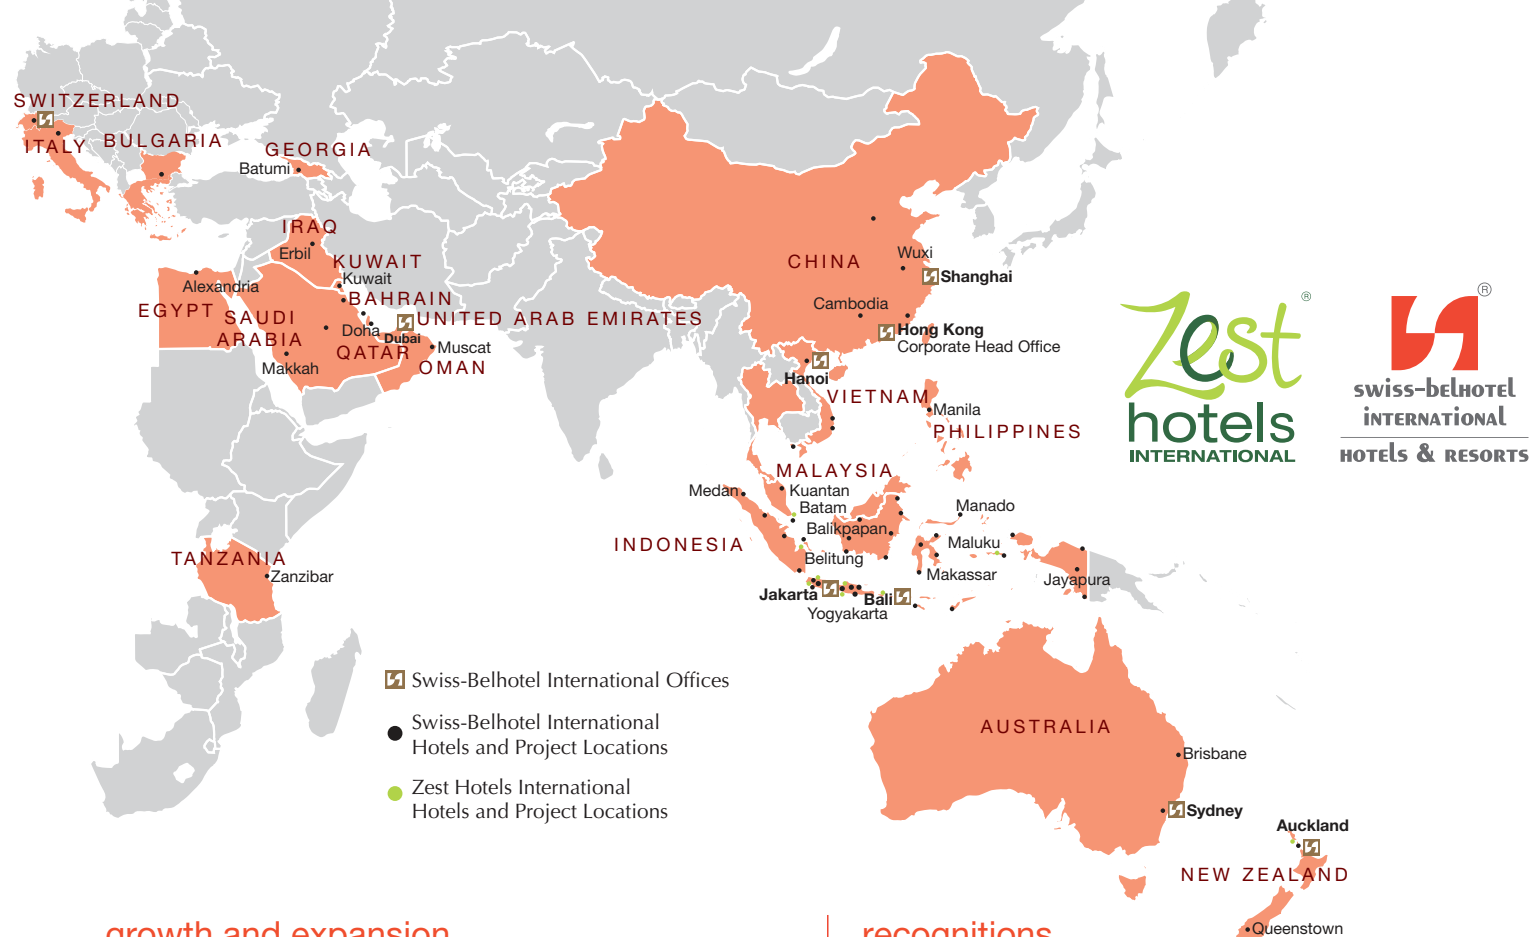 SWITZERLAND
ITALY
BULGARIA
GEORGIA
Batumi
IRAQ
Erbil
KUWAIT
Kuwait
Alexandria
BAHRAIN
EGYPT
SAUDI
ARABIA
Doha
Dubai
UNITED ARAB EMIRATES
QATAR
Muscat
OMAN
Makkah
CHINA
Wuxi
Shanghai
Cambodia
Hong Kong
Corporate Head Office
Hanoi
VIETNAM
Manila
PHILIPPINES
MALAYSIA
Medan
Kuantan
Batam
Manado
Balikpapan
INDONESIA
Maluku
Belitung
Makassar
Jayapura
Jakarta
Bali
Yogyakarta
TANZANIA
Zanzibar
Zest
®
hotels
INTERNATIONAL
®
swiss-belhotel
international
hotels & resorts
Swiss-Belhotel International Offices
Swiss-Belhotel International
Hotels and Project Locations
Zest Hotels International
Hotels and Project Locations
AUSTRALIA
Brisbane
Sydney
Auckland
NEW ZEALAND
Queenstown
growth and expansion
recognitions